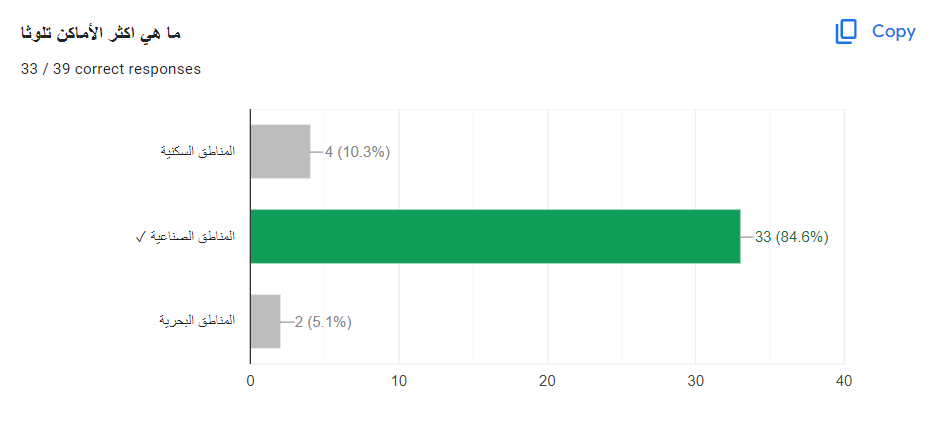 ما هي اكثر الأماكن تلوثا
Copy
33 / 39 correct responses
المناطق السكنية
4 (10.3%)
المناطق الصناعية ✓
33 (84.6%)
المناطق البحرية
2 (5.1%)
0 10 20 30 40